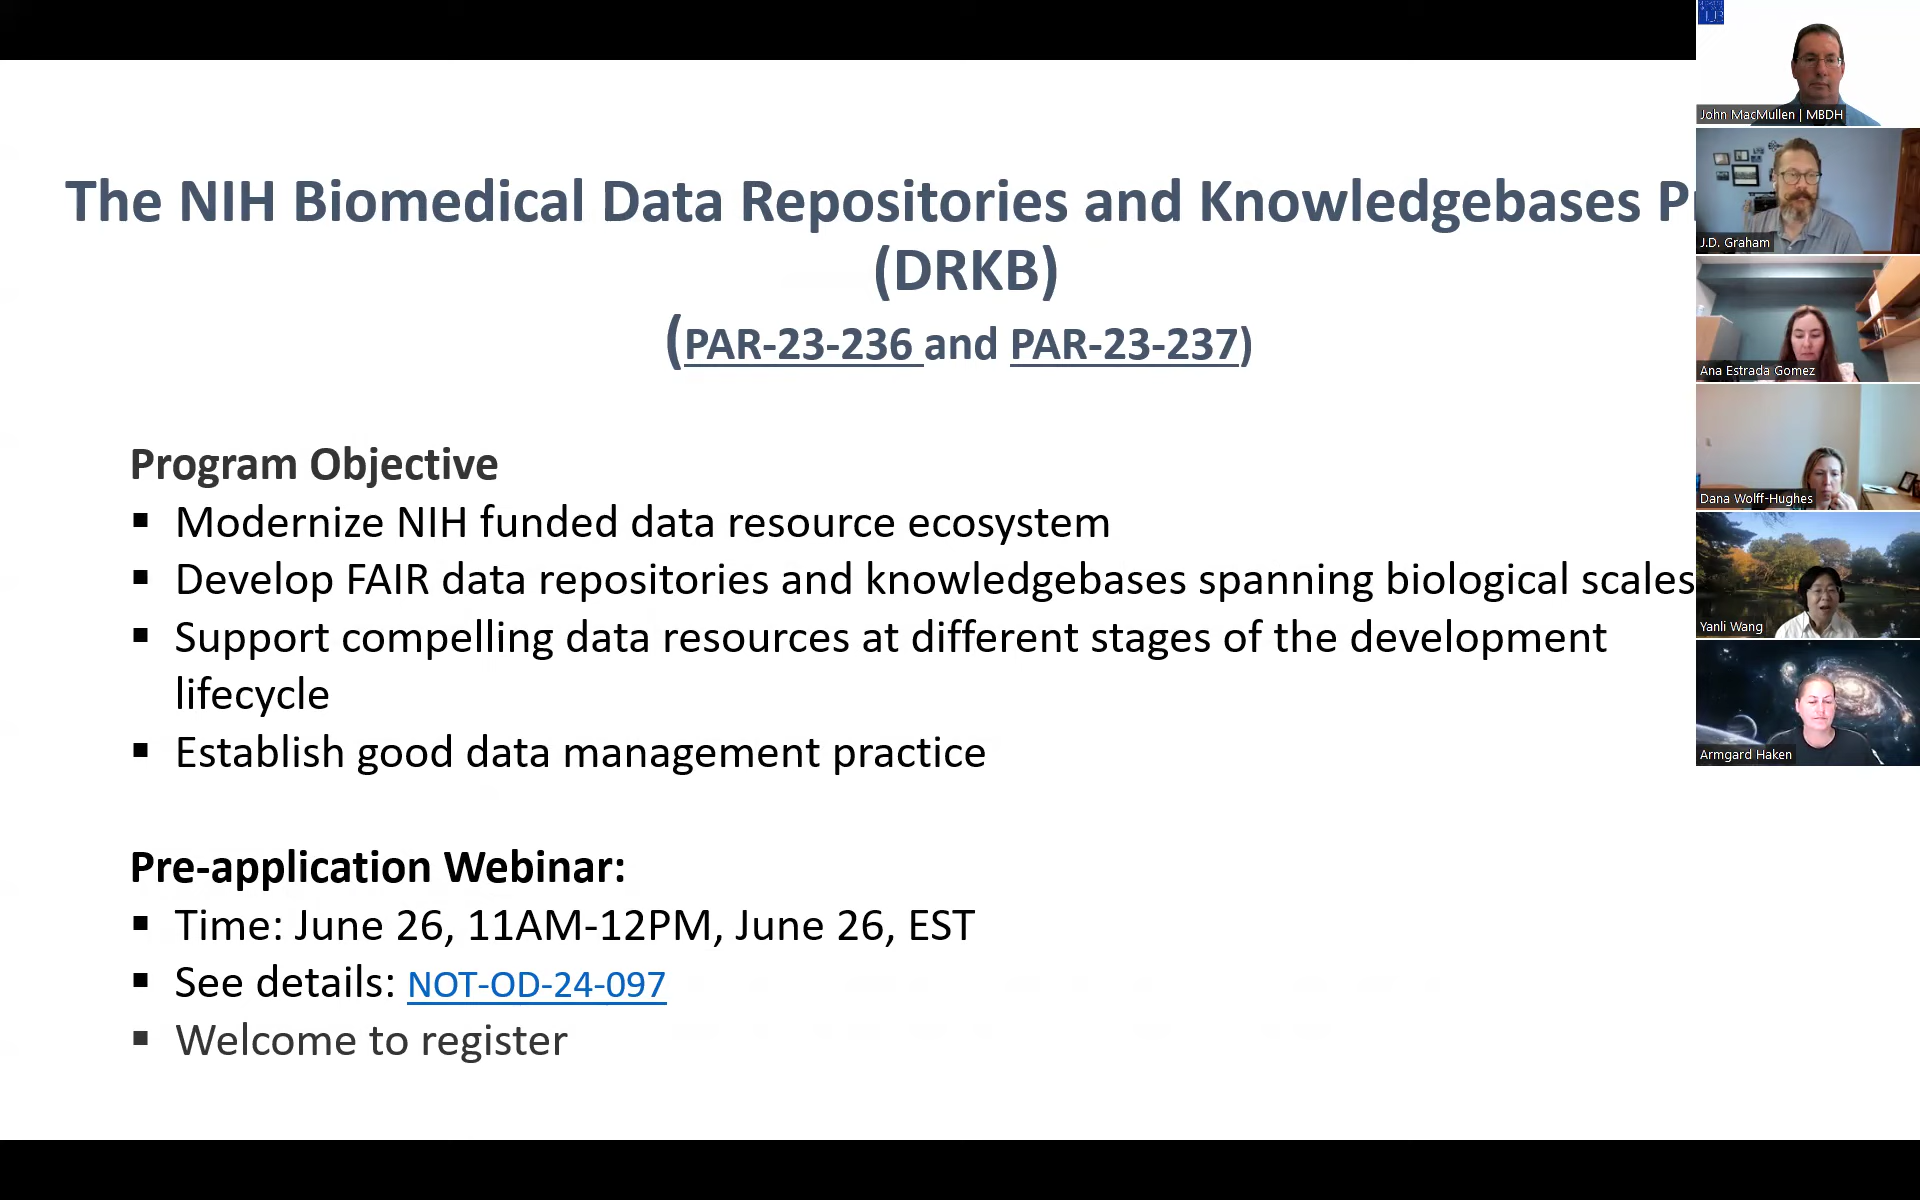 The NIH Biomedical Data Repositories and Knowledgebases P
(DRKB)
(PAR-23-236 and PAR-23-237)
Program Objective
▪ Modernize NIH funded data resource ecosystem
▪ Develop FAIR data repositories and knowledgebases spanning biological scales
▪ Support compelling data resources at different stages of the development
lifecycle
▪ Establish good data management practice
Pre-application Webinar:
▪ Time: June 26, 11AM-12PM, June 26, EST
▪ See details: NOT-OD-24-097
▪ Welcome to register
John MacMullen | MBDH
J.D. Graham
Ana Estrada Gomez
Dana Wolff-Hughes
Yanli Wang
Armgard Haken